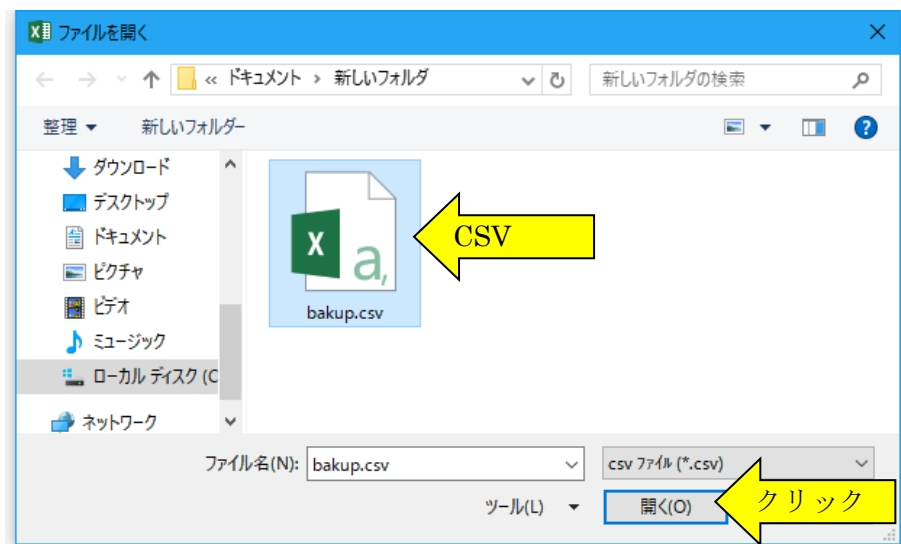 ファイルを開く
« ドキュメント › 新しいフォルダ
新しいフォルダの検索
整理
新しいフォルダー
ダウンロード
デスクトップ
ドキュメント
ピクチャ
ビデオ
ミュージック
ローカル ディスク (C
ネットワーク
CSV
bakup.csv
ファイル名(N):
bakup.csv
csv ファイル (*.csv)
ツール(L)
開く(O)
クリック